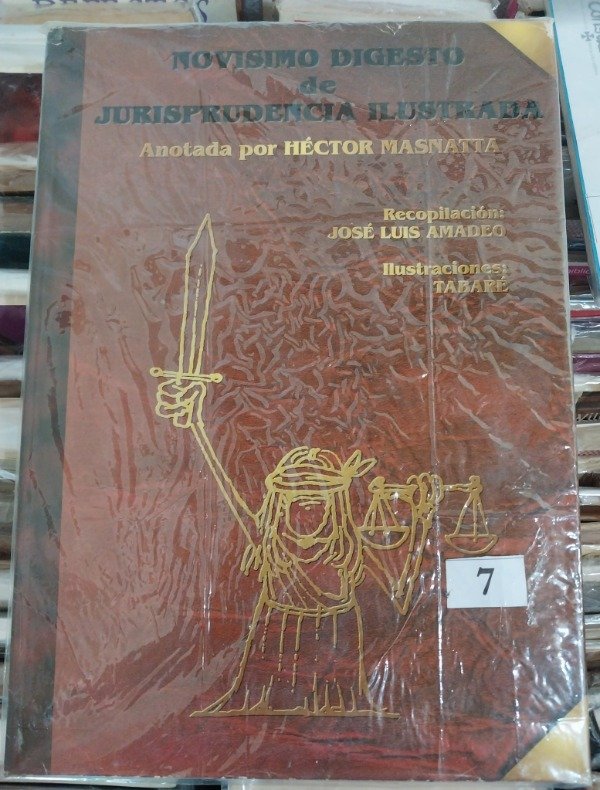 NOVISIMO DIGESTO
de
JURISPRUDENCIA ILUSTRADA
Anotada por HÉCTOR MASNATTA
Recopilación:
JOSÉ LUIS AMADEO
Ilustraciones:
TABARÉ
7